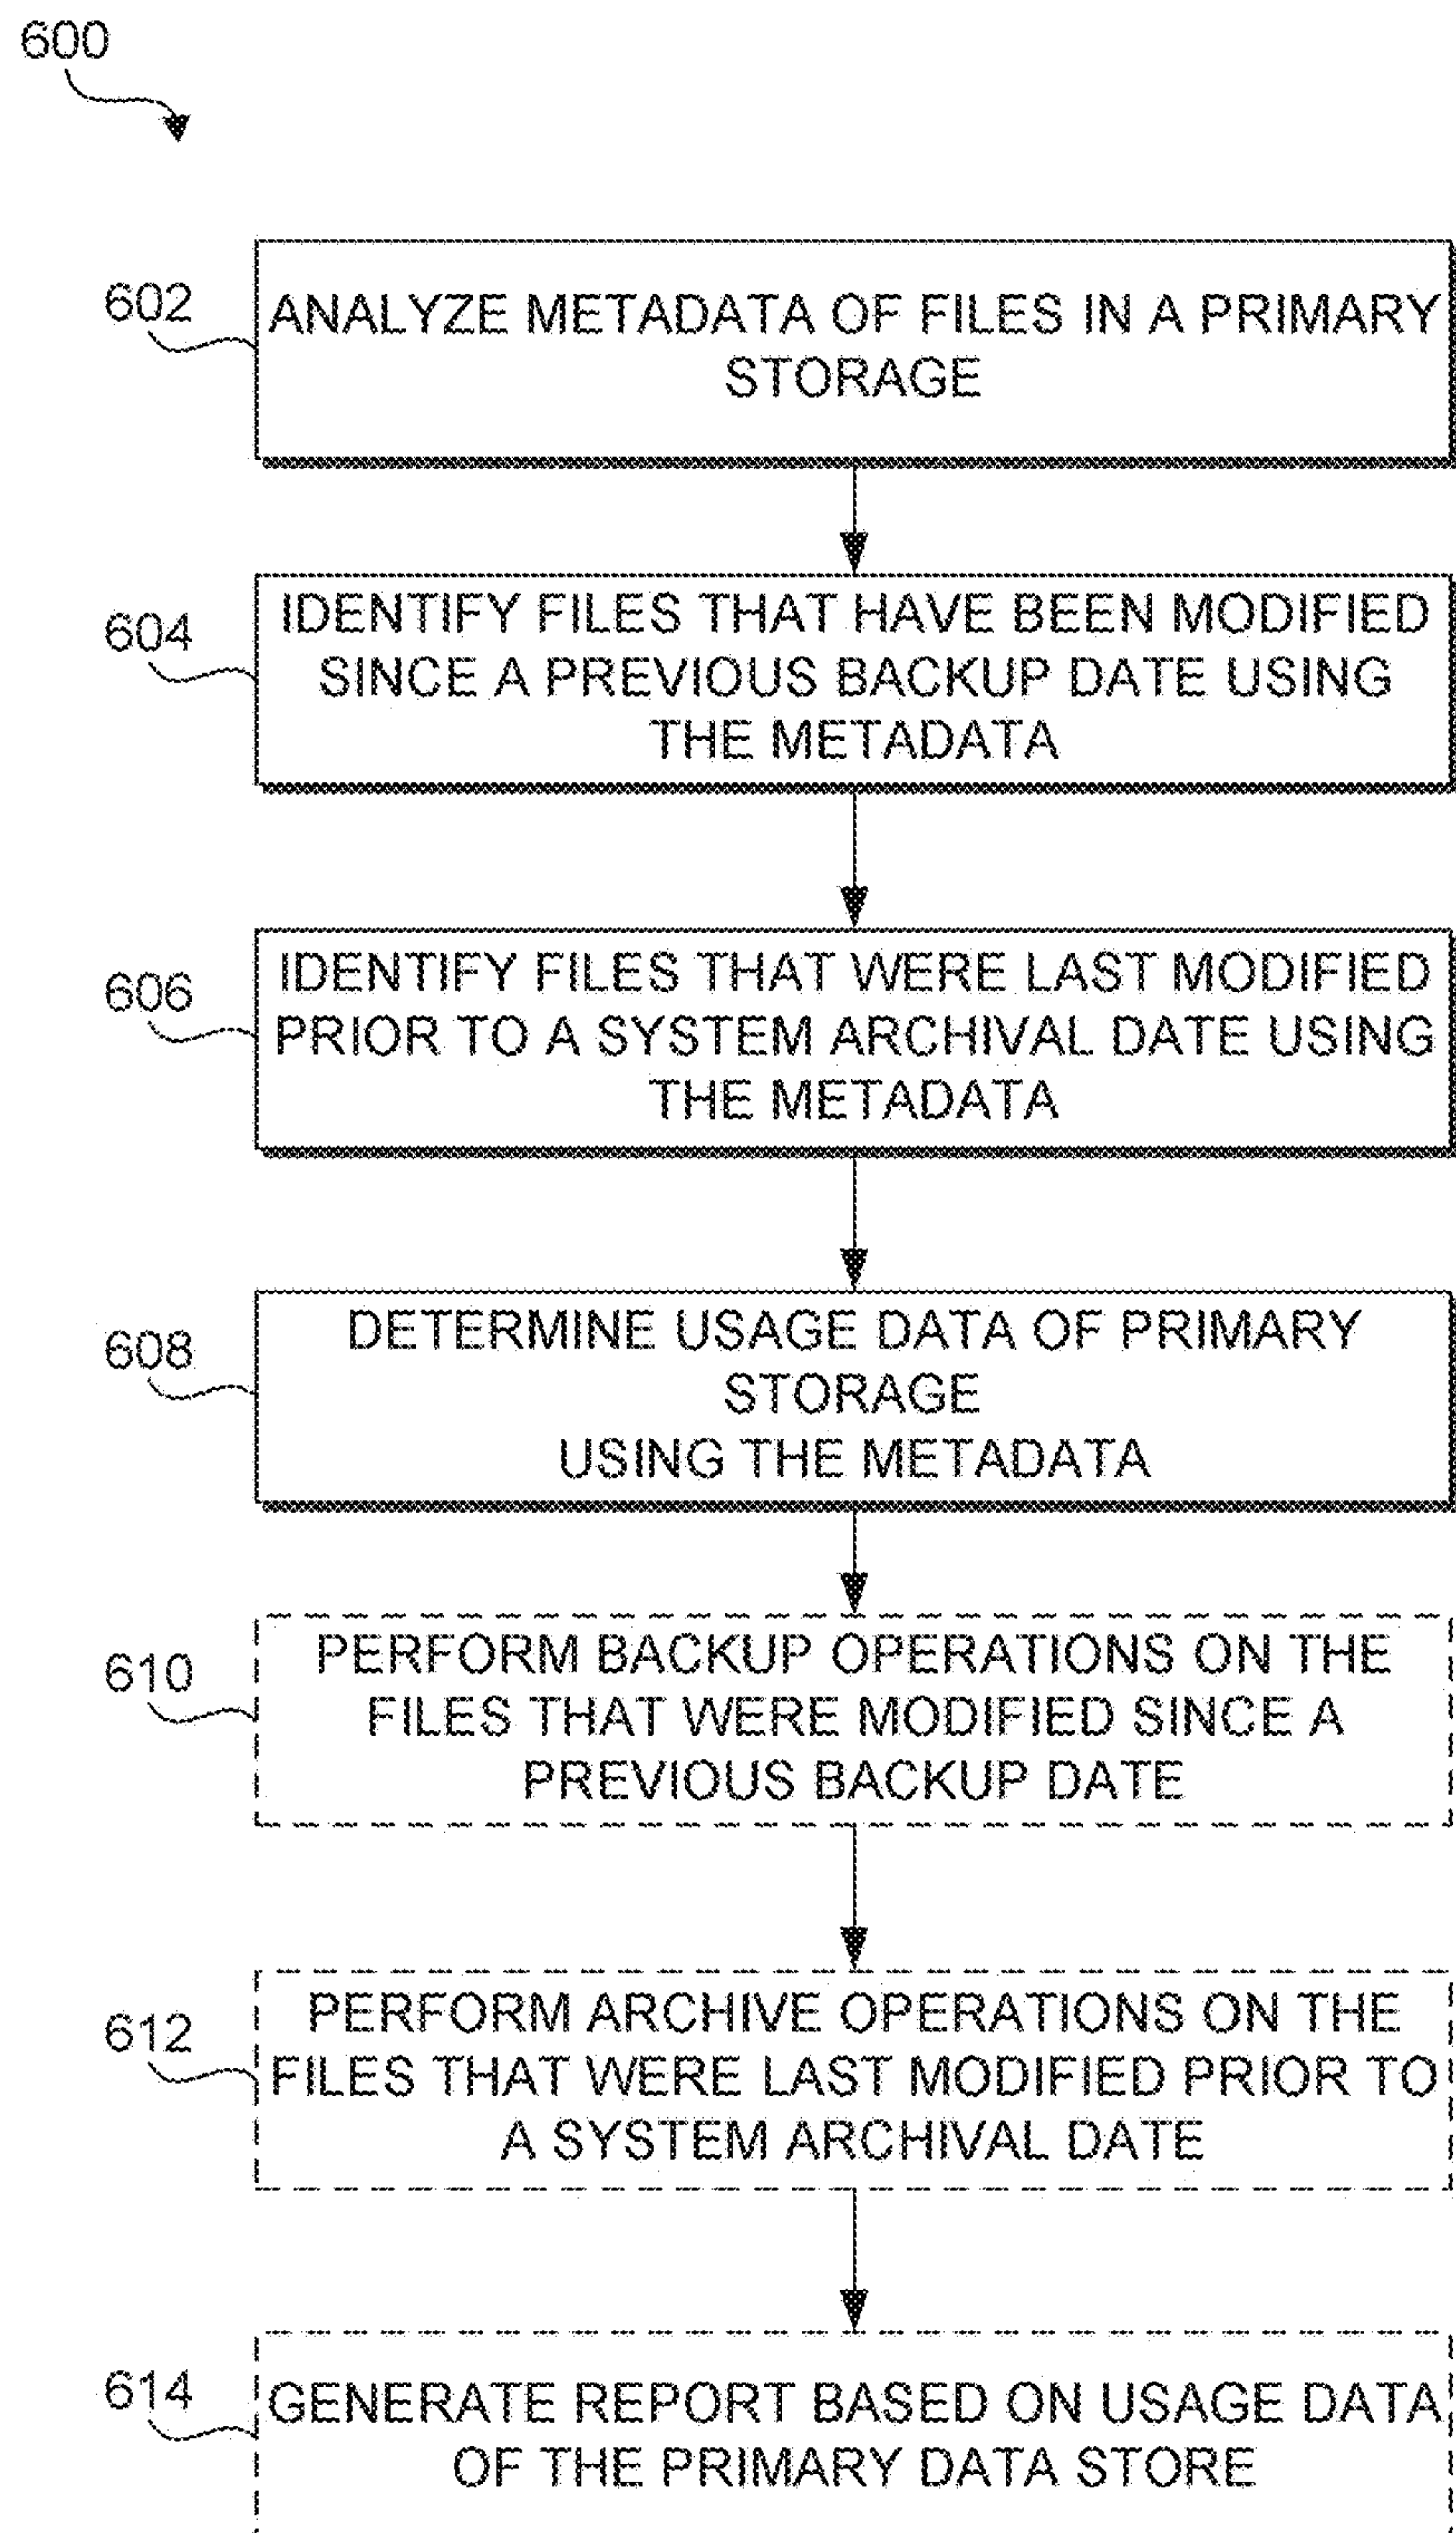 600
602
ANALYZE METADATA OF FILES IN A PRIMARY
STORAGE
604
IDENTIFY FILES THAT HAVE BEEN MODIFIED
SINCE A PREVIOUS BACKUP DATE USING
THE METADATA
606
IDENTIFY FILES THAT WERE LAST MODIFIED
PRIOR TO A SYSTEM ARCHIVAL DATE USING
THE METADATA
608
DETERMINE USAGE DATA OF PRIMARY
STORAGE
USING THE METADATA
610
PERFORM BACKUP OPERATIONS ON THE
FILES THAT WERE MODIFIED SINCE A
PREVIOUS BACKUP DATE
612
PERFORM ARCHIVE OPERATIONS ON THE
FILES THAT WERE LAST MODIFIED PRIOR TO
A SYSTEM ARCHIVAL DATE
614
GENERATE REPORT BASED ON USAGE DATA
OF THE PRIMARY DATA STORE